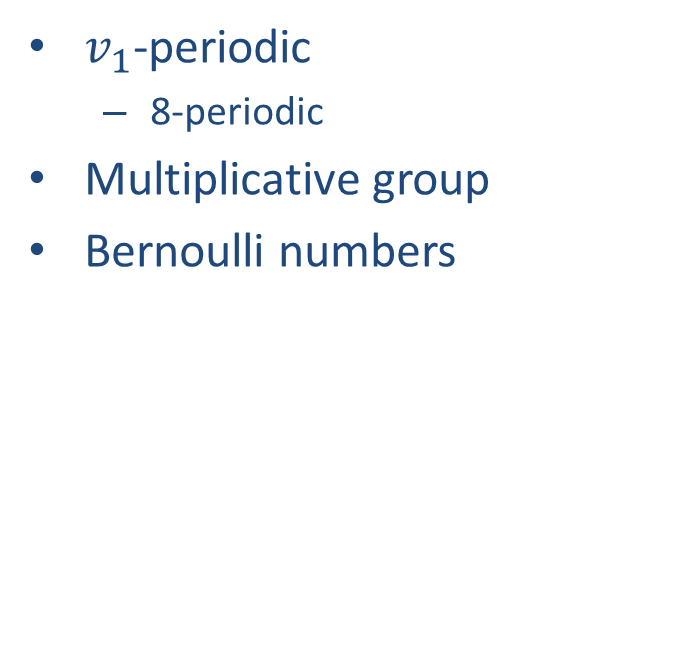 • v₁-periodic
– 8-periodic
• Multiplicative group
• Bernoulli numbers